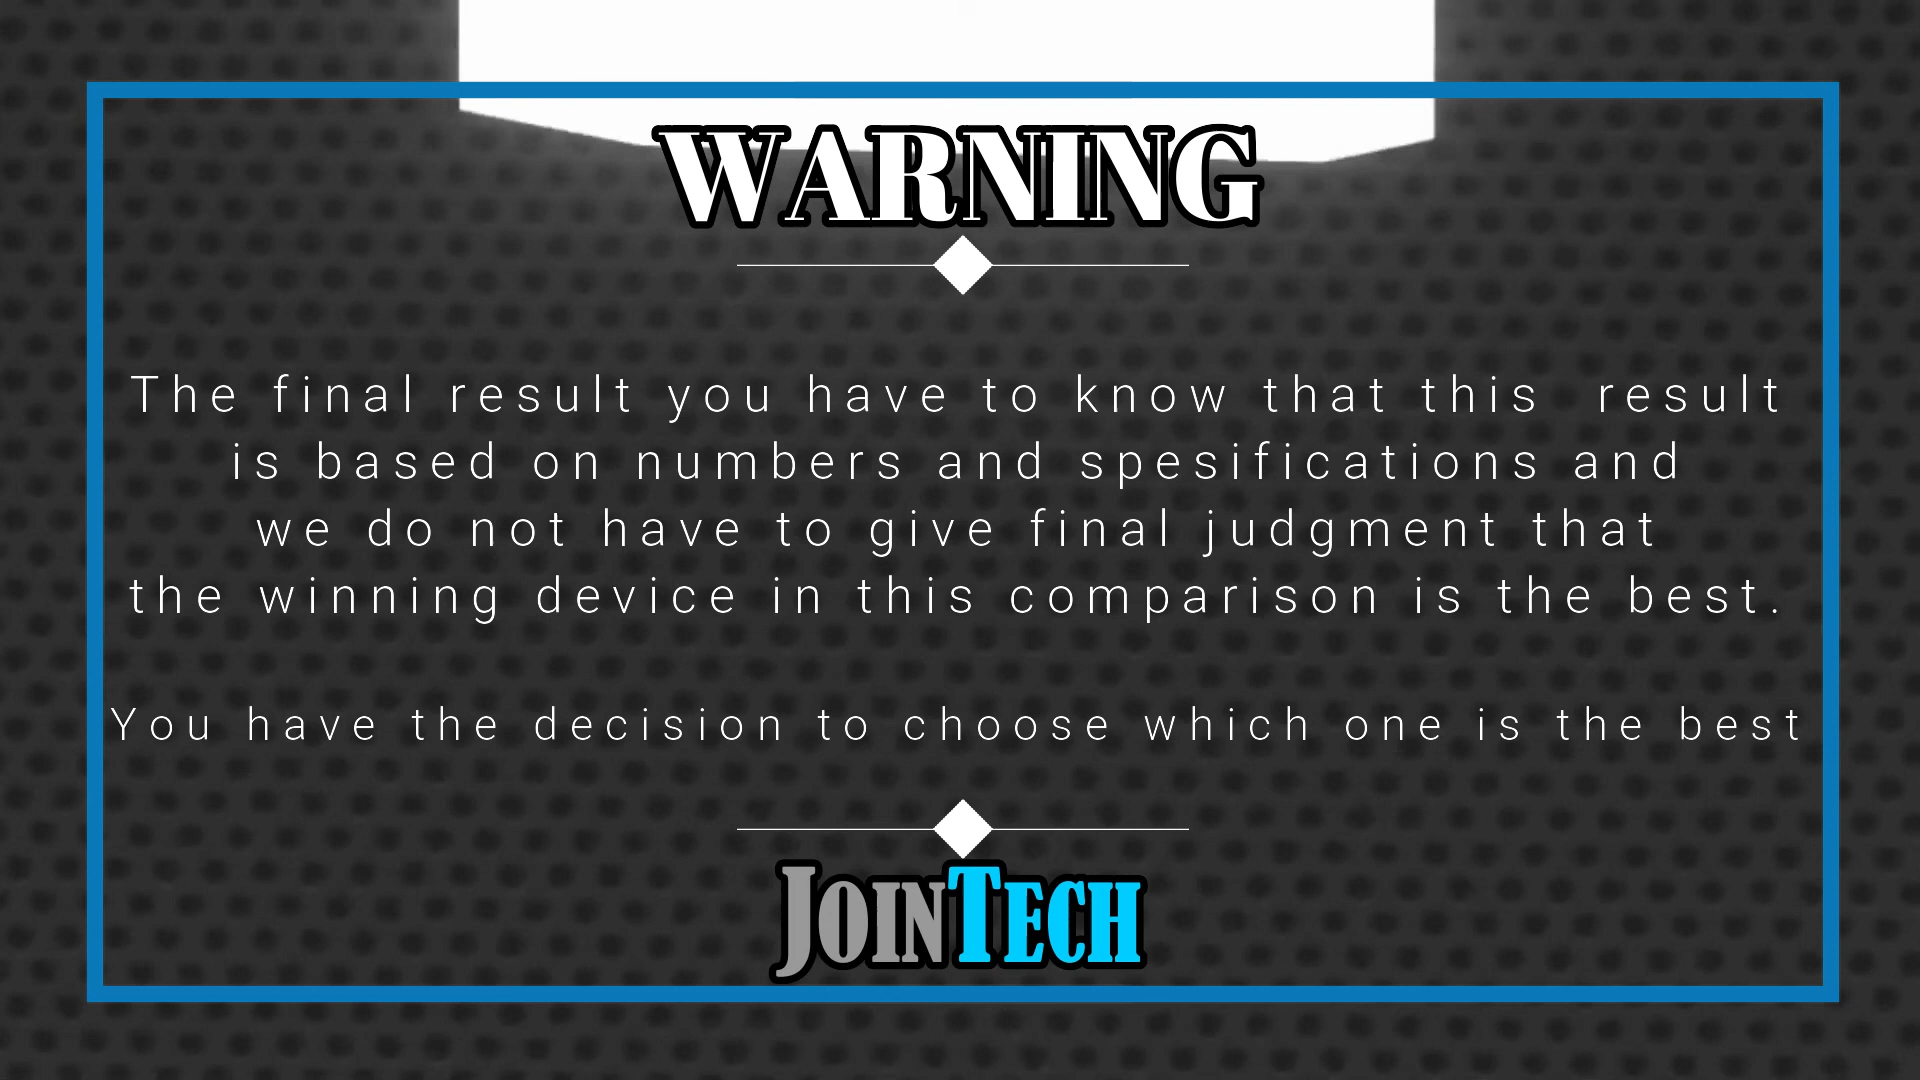 WARNING
The final result you have to know that this  result
is based on numbers and spesifications and
we do not have to give final judgment that
the winning device in this comparison is the best.
You have the decision to choose which one is the best
JOINTECH